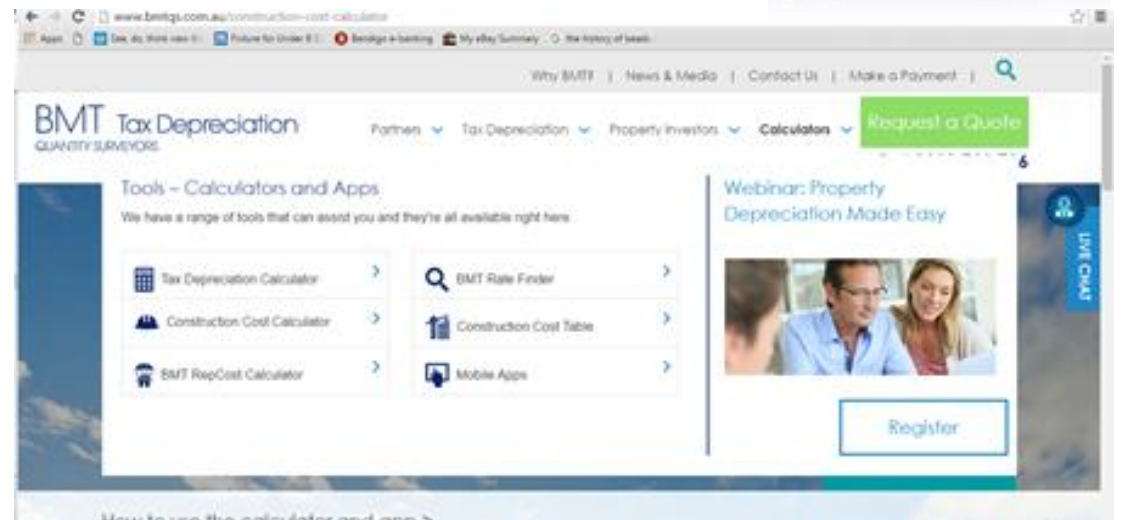 www.bmtqs.com.au/construction-cost-calculator
Apps
My eBay Summary
Why BMT? | News & Media | Contact Us | Make a Payment |
BMT Tax Depreciation
QUANTITY SURVEYORS
Partners Tax Depreciation Property Investors Calculators Request a Quote
6
Tools – Calculators and Apps
We have a range of tools that can assist you and they're all available right here
Tax Depreciation Calculator
BMT Rate Finder
Construction Cost Calculator
Construction Cost Table
BMT RepCost Calculator
Mobile Apps
Webinar: Property
Depreciation Made Easy
Register
LIVE CHAT
How to use the calculator and app >